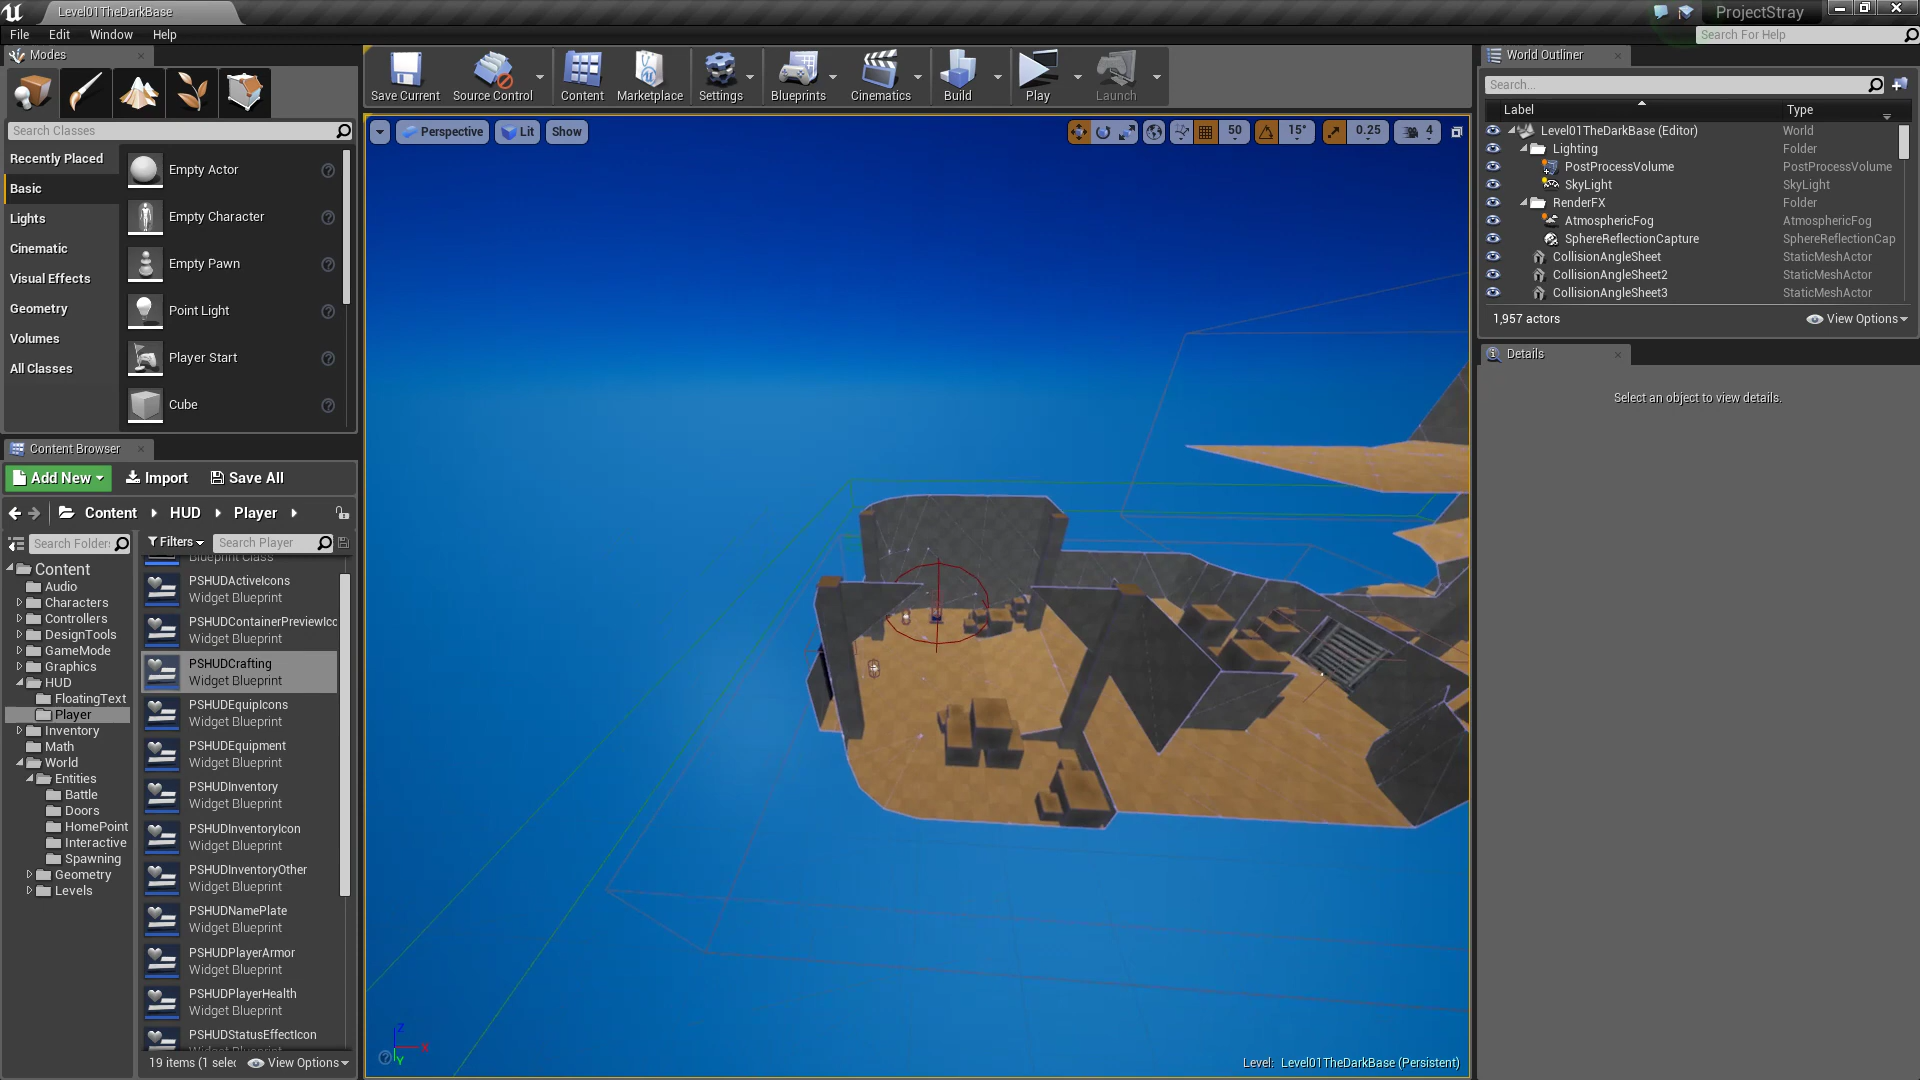 Level01TheDarkBase
ProjectStray
File Edit Window Help
Search For Help
Modes
Save Current
Source Control
Content
Marketplace
Settings
Blueprints
Cinematics
Build
Play
Launch
Search Classes
Recently Placed
Basic
Lights
Cinematic
Visual Effects
Geometry
Volumes
All Classes
Empty Actor
Empty Character
Empty Pawn
Point Light
Player Start
Cube
Perspective
Lit
Show
50
15°
0.25
4
World Outliner
Search...
Label Type
Level01TheDarkBase (Editor) World
Lighting Folder
PostProcessVolume PostProcessVolume
SkyLight SkyLight
RenderFX Folder
AtmosphericFog AtmosphericFog
SphereReflectionCapture SphereReflectionCap
CollisionAngleSheet StaticMeshActor
CollisionAngleSheet2 StaticMeshActor
CollisionAngleSheet3 StaticMeshActor
1,957 actors
View Options
Details
Select an object to view details.
Content Browser
Add New
Import
Save All
Content HUD Player
Search Folders
Filters
Search Player
Content
Audio
Characters
Controllers
DesignTools
GameMode
Graphics
HUD
FloatingText
Player
Inventory
Math
World
Entities
Battle
Doors
HomePoint
Interactive
Spawning
Geometry
Levels
Blueprint Class
PSHUDActiveIcons
Widget Blueprint
PSHUDContainerPreviewIco
Widget Blueprint
PSHUDCrafting
Widget Blueprint
PSHUDEquipIcons
Widget Blueprint
PSHUDEquipment
Widget Blueprint
PSHUDInventory
Widget Blueprint
PSHUDInventoryIcon
Widget Blueprint
PSHUDInventoryOther
Widget Blueprint
PSHUDNamePlate
Widget Blueprint
PSHUDPlayerArmor
Widget Blueprint
PSHUDPlayerHealth
Widget Blueprint
PSHUDStatusEffectIcon
Widget Blueprint
19 items (1 selec
View Options
Z
X
Y
Level: Level01TheDarkBase (Persistent)